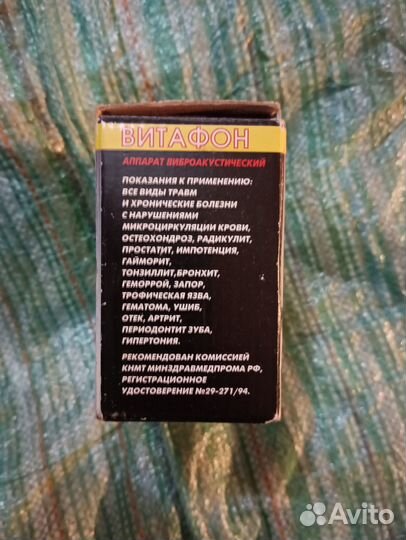 ВИТАФОН
АППАРАТ ВИБРОАКУСТИЧЕСКИЙ
ПОКАЗАНИЯ К ПРИМЕНЕНИЮ:
ВСЕ ВИДЫ ТРАВМ
И ХРОНИЧЕСКИЕ БОЛЕЗНИ
С НАРУШЕНИЯМИ
МИКРОЦИРКУЛЯЦИИ КРОВИ,
ОСТЕОХОНДРОЗ, РАДИКУЛИТ,
ПРОСТАТИТ, ИМПОТЕНЦИЯ,
ГАЙМОРИТ,
ТОНЗИЛЛИТ,БРОНХИТ,
ГЕМОРРОЙ, ЗАПОР,
ТРОФИЧЕСКАЯ ЯЗВА,
ГЕМАТОМА, УШИБ,
ОТЕК, АРТРИТ,
ПЕРИОДОНТИТ ЗУБА,
ГИПЕРТОНИЯ.
РЕКОМЕНДОВАН КОМИССИЕЙ
КНМТ МИНЗДРАВМЕДПРОМА РФ,
РЕГИСТРАЦИОННОЕ
УДОСТОВЕРЕНИЕ №29-271/94.
Avito